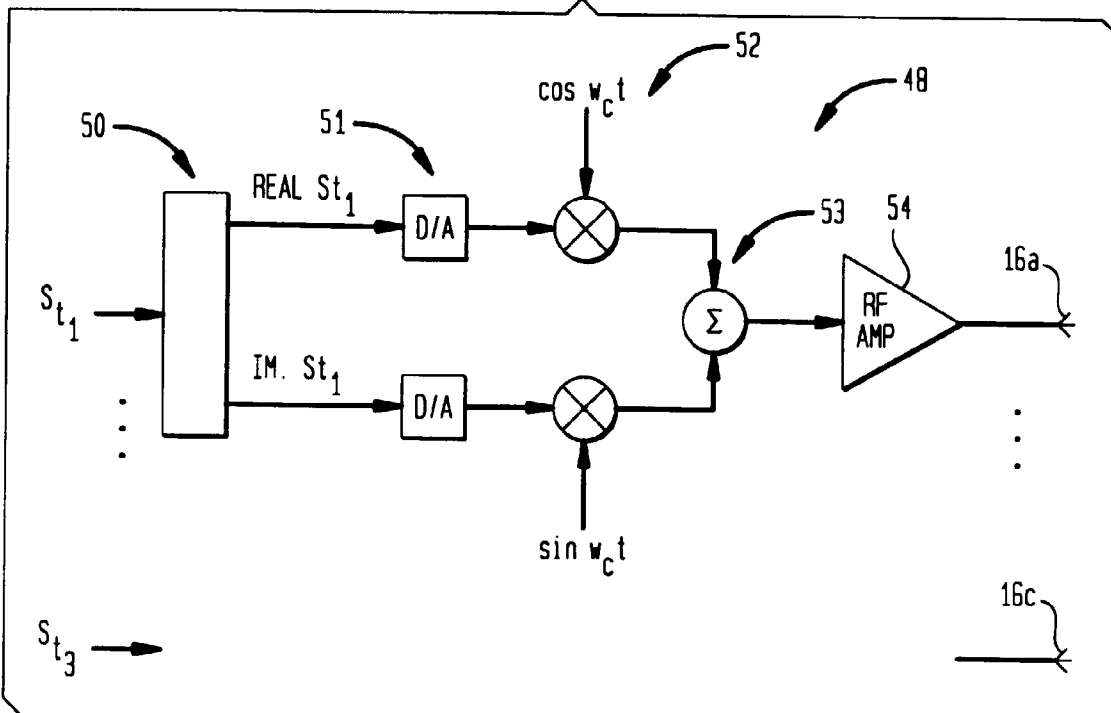 52
cos w_c t
48
50
51
REAL St_1
D/A
53
54
16a
S_t_1
Σ
RF
AMP
IM. St_1
D/A
sin w_c t
16c
S_t_3